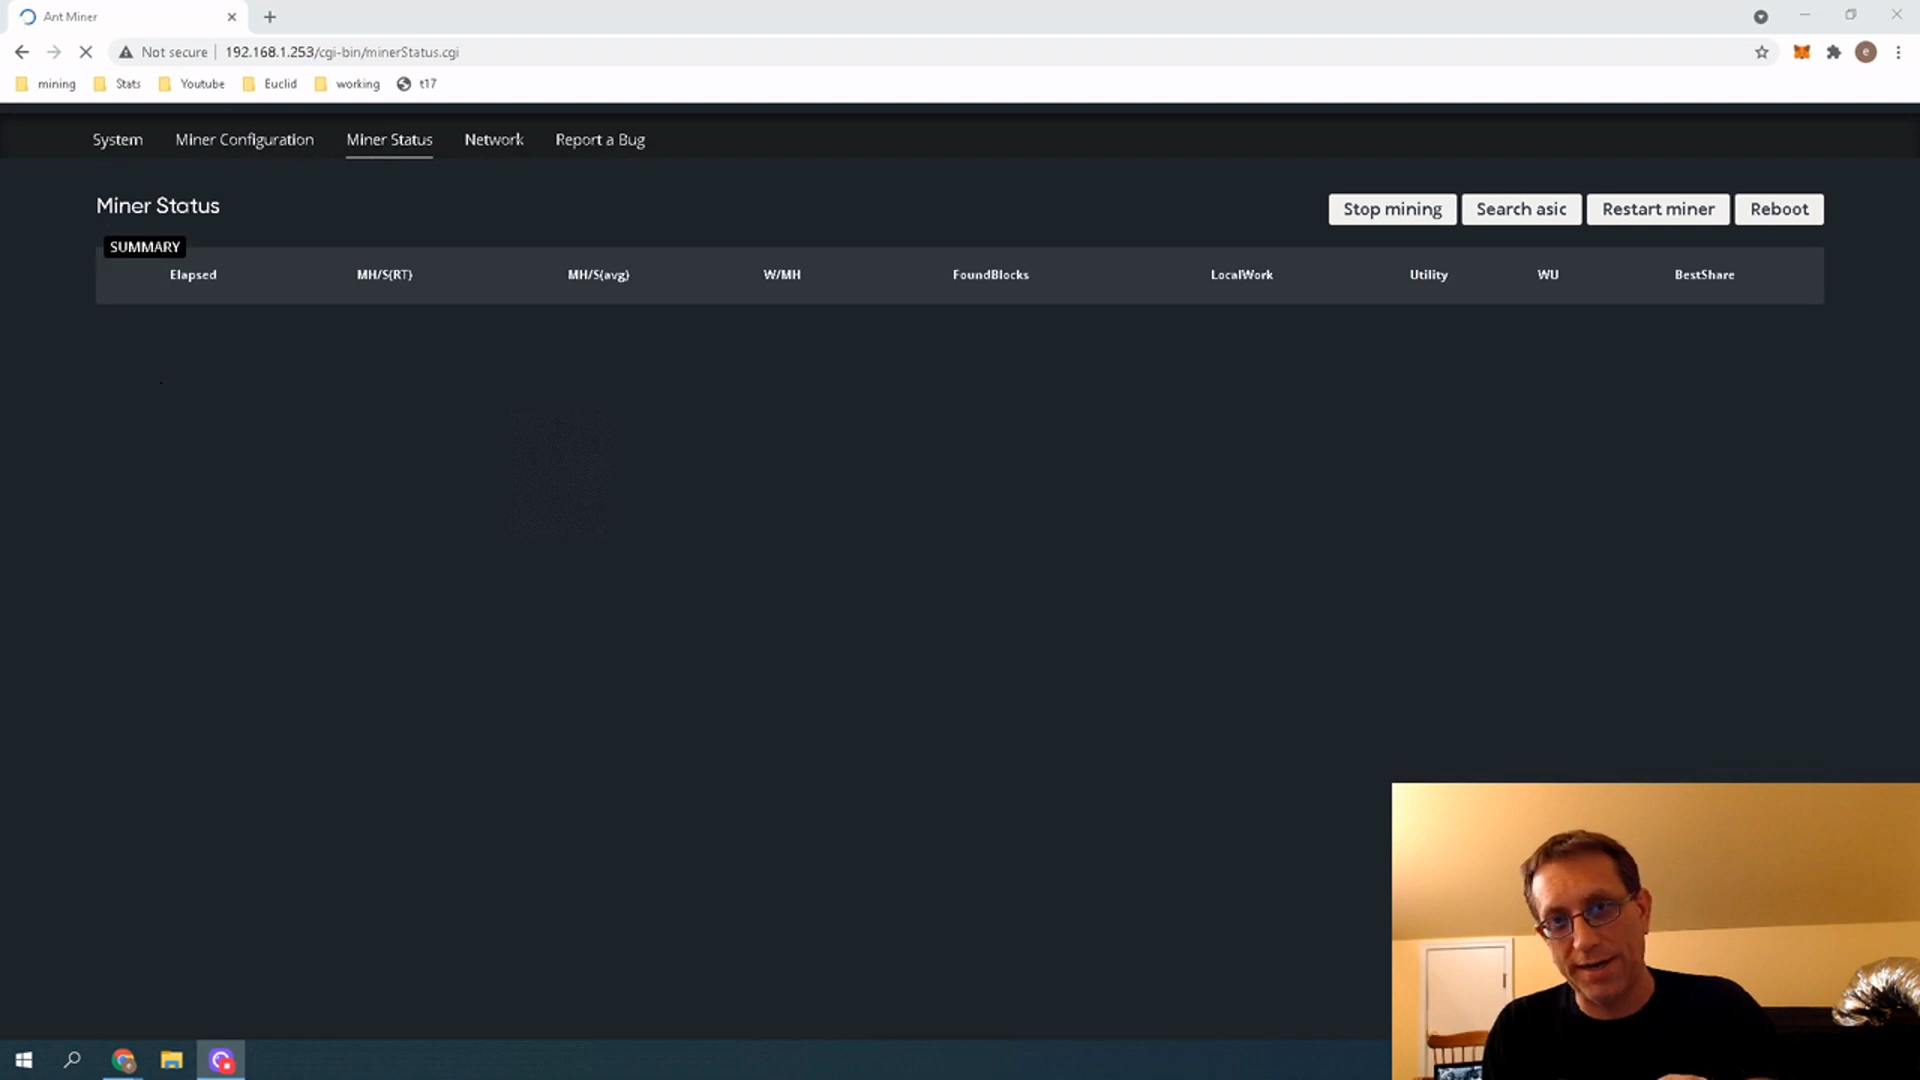 Ant Miner
Not secure 192.168.1.253/cgi-bin/minerStatus.cgi
e
mining Stats Youtube Euclid working t17
System Miner Configuration Miner Status Network Report a Bug
Miner Status
Stop mining Search asic Restart miner Reboot
SUMMARY
Elapsed MH/S(RT) MH/S(avg) W/MH FoundBlocks LocalWork Utility WU BestShare